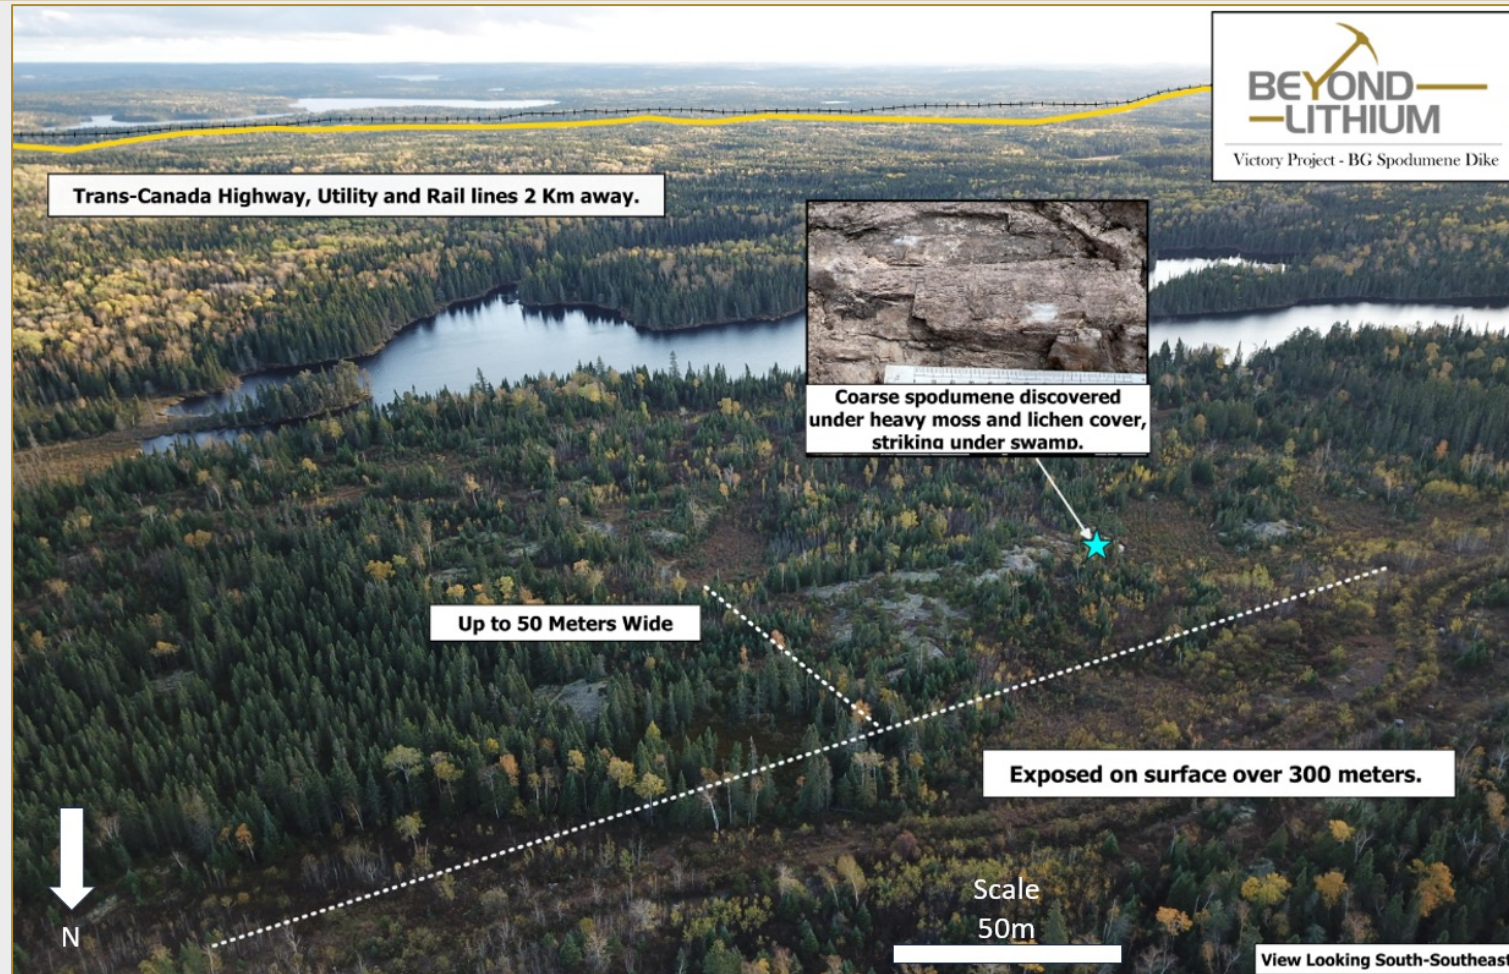 BEYOND
LITHIUM
Victory Project - BG Spodumene Dike
Trans-Canada Highway, Utility and Rail lines 2 Km away.
Coarse spodumene discovered
under heavy moss and lichen cover,
striking under swamp.
Up to 50 Meters Wide
Exposed on surface over 300 meters.
N
Scale
50m
View Looking South-Southeast